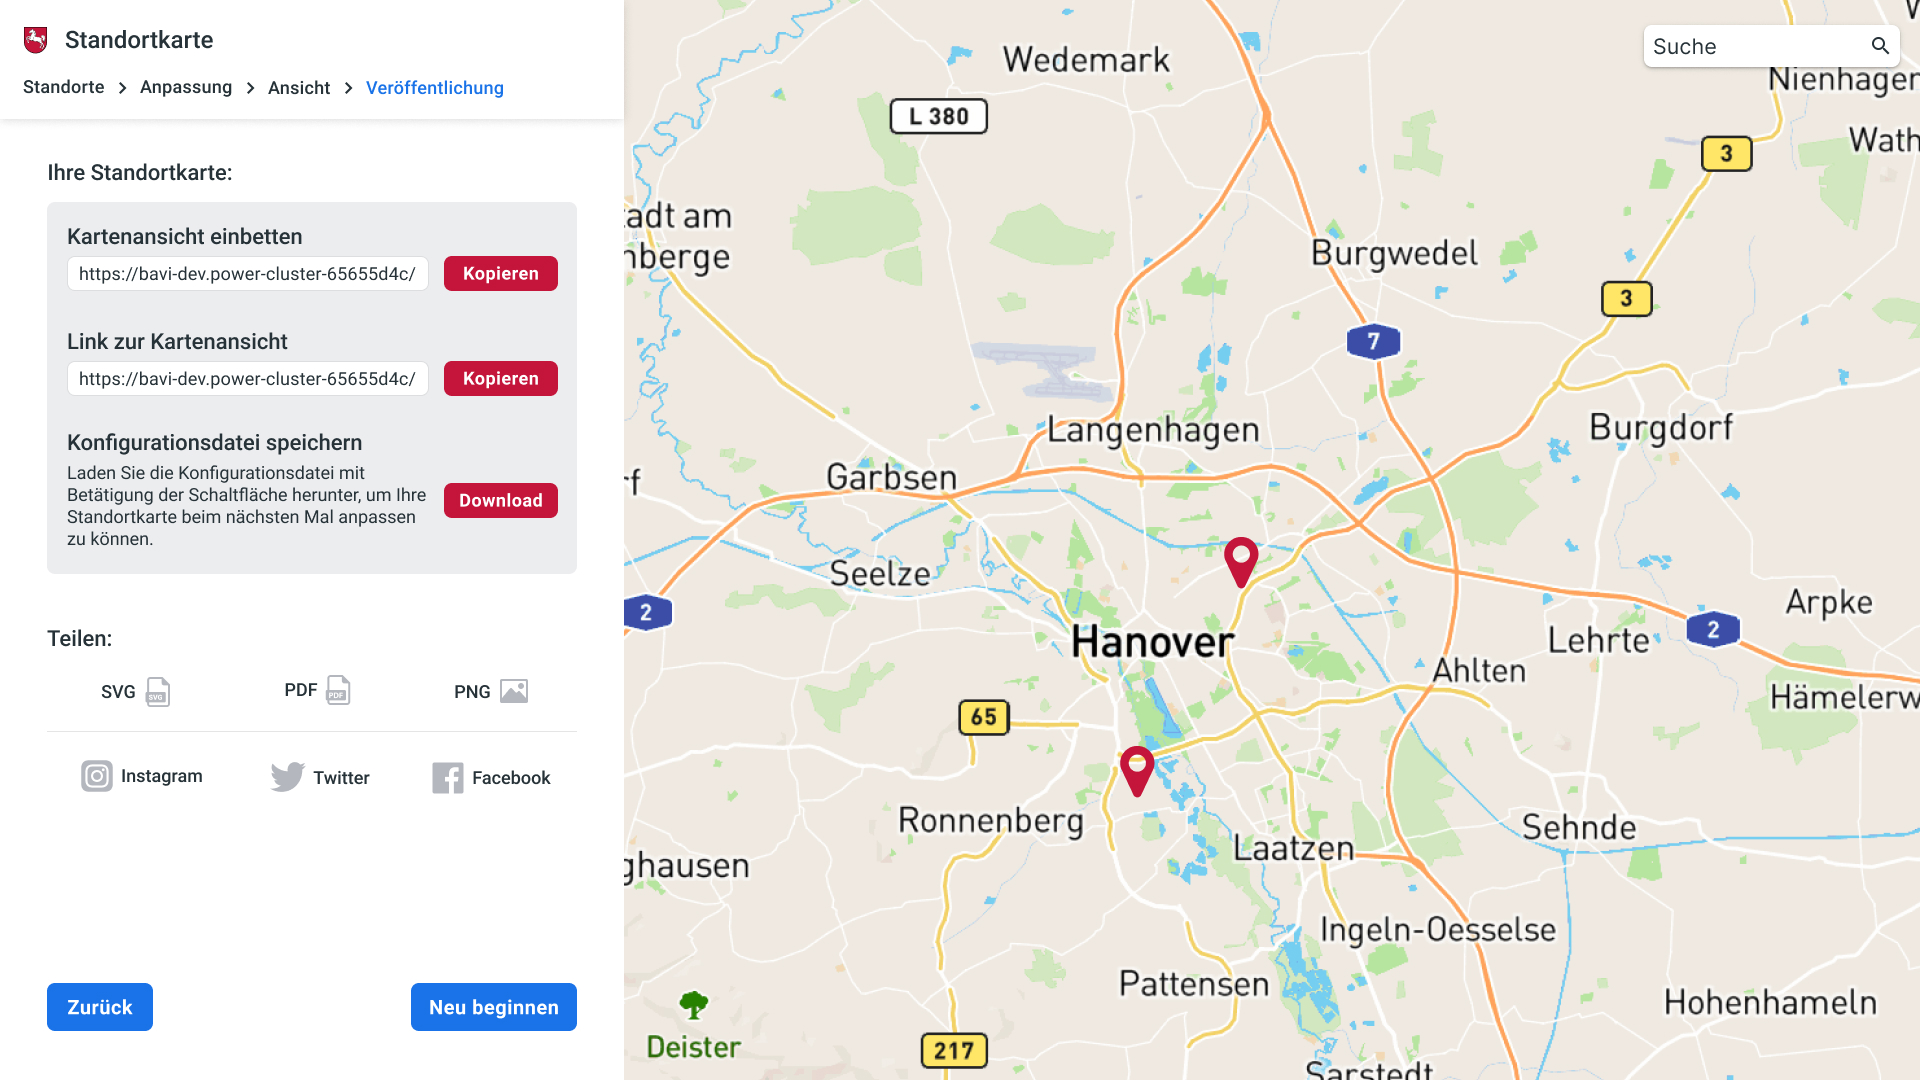 Standortkarte
Standorte > Anpassung > Ansicht > Veröffentlichung
Ihre Standortkarte:
Kartenansicht einbetten
https://bavi-dev.power-cluster-65655d4c/
Kopieren
Link zur Kartenansicht
https://bavi-dev.power-cluster-65655d4c/
Kopieren
Konfigurationsdatei speichern
Laden Sie die Konfigurationsdatei mit
Betätigung der Schaltfläche herunter, um Ihre
Standortkarte beim nächsten Mal anpassen
zu können.
Download
Teilen:
SVG SVG
PDF PDF
PNG
Instagram
Twitter
Facebook
Zurück
Neu beginnen
Suche
Wedemark
Nienhagen
L 380
Wath
3
adt am
nberge
Burgwedel
3
7
Langenhagen
Burgdorf
Garbsen
rf
Seelze
2
Arpke
Hanover
Lehrte
2
Ahlten
Hämelerw
65
Ronnenberg
Sehnde
Laatzen
ghausen
Ingeln-Oesselse
Pattensen
Hohenhameln
Deister
217
Sarstedt